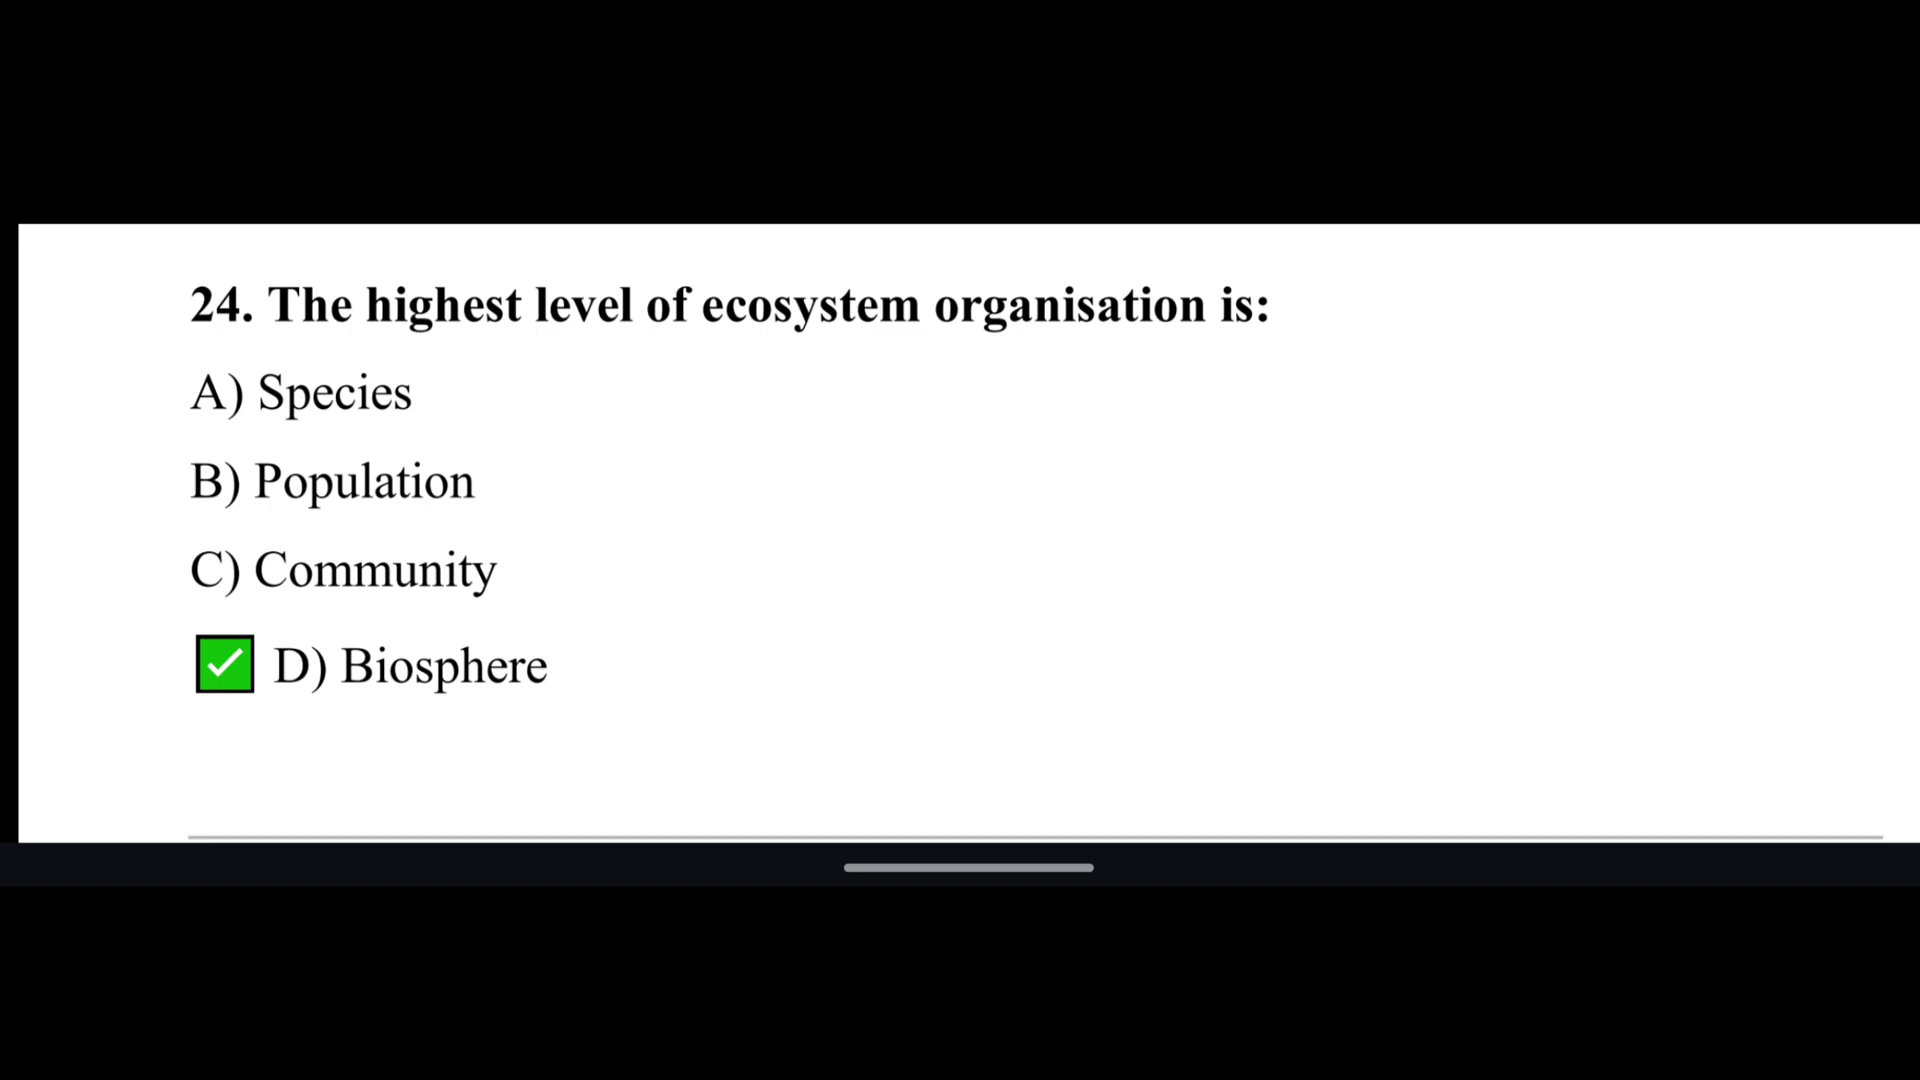 24. The highest level of ecosystem organisation is:
A) Species
B) Population
C) Community
D) Biosphere